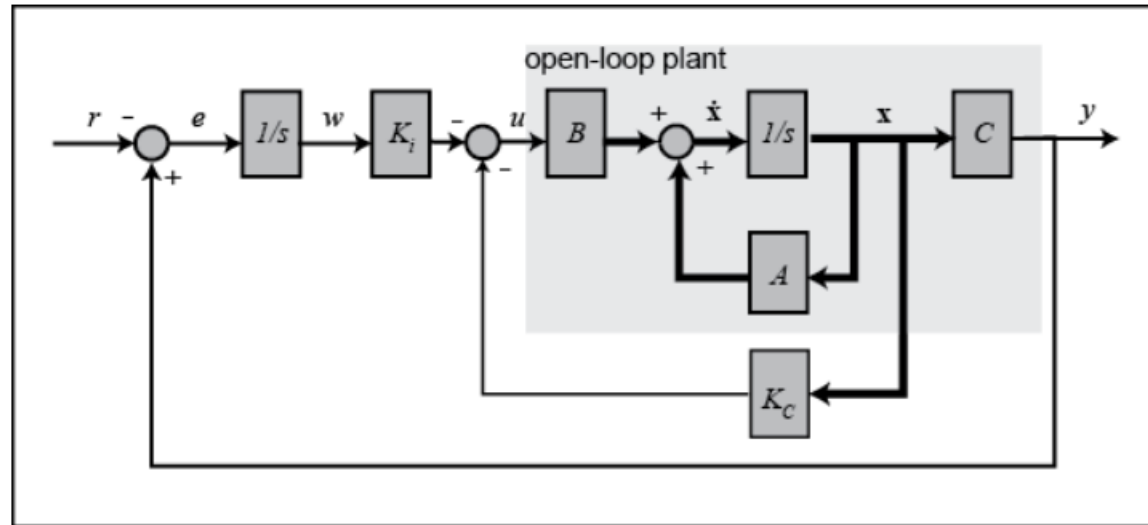 open-loop plant
r - e 1/s w K_i - u B + ẋ 1/s x C y
+ - +
A
K_C